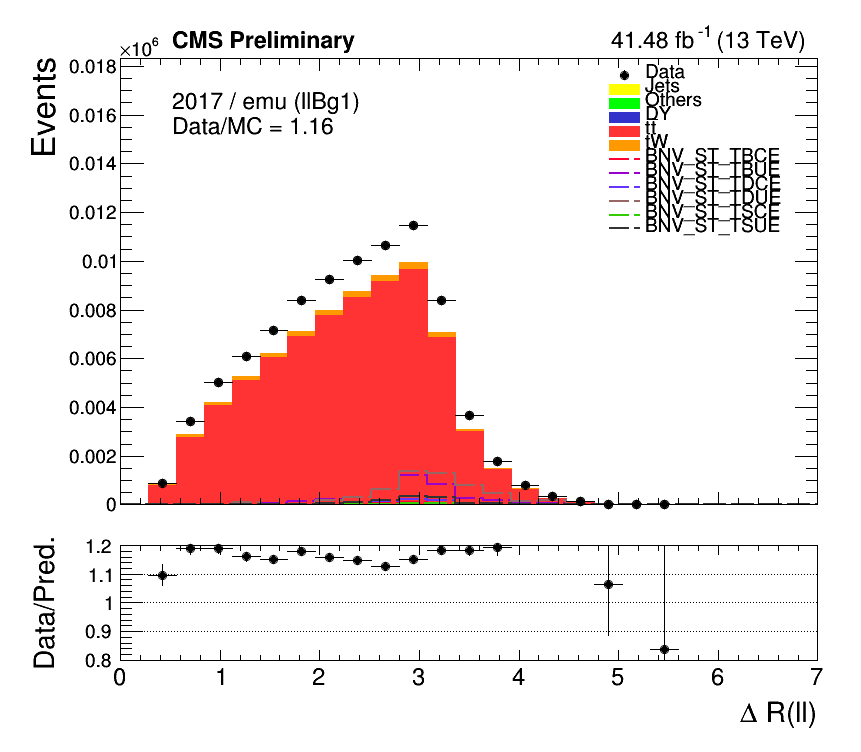 ×10⁶ CMS Preliminary 41.48 fb⁻¹ (13 TeV)
Events
2017 / emu (llBg1)
Data/MC = 1.16
Data
Jets
Others
DY
tt
tW
BNV_ST_TBCE
BNV_ST_TBUE
BNV_ST_TDCE
BNV_ST_TDUE
BNV_ST_TSCE
BNV_ST_TSUE
0.018
0.016
0.014
0.012
0.01
0.008
0.006
0.004
0.002
0
Data/Pred.
1.2
1.1
1
0.9
0.8
0 1 2 3 4 5 6 7
Δ R(ll)